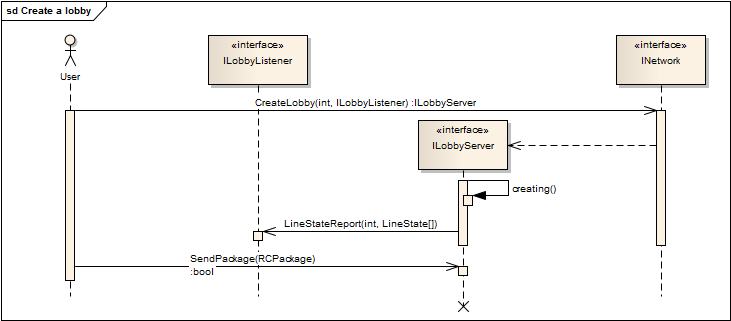 sd Create a lobby
«interface»
ILobbyListener
«interface»
INetwork
User
CreateLobby(int, ILobbyListener) :ILobbyServer
«interface»
ILobbyServer
creating()
LineStateReport(int, LineState[])
SendPackage(RCPackage)
:bool